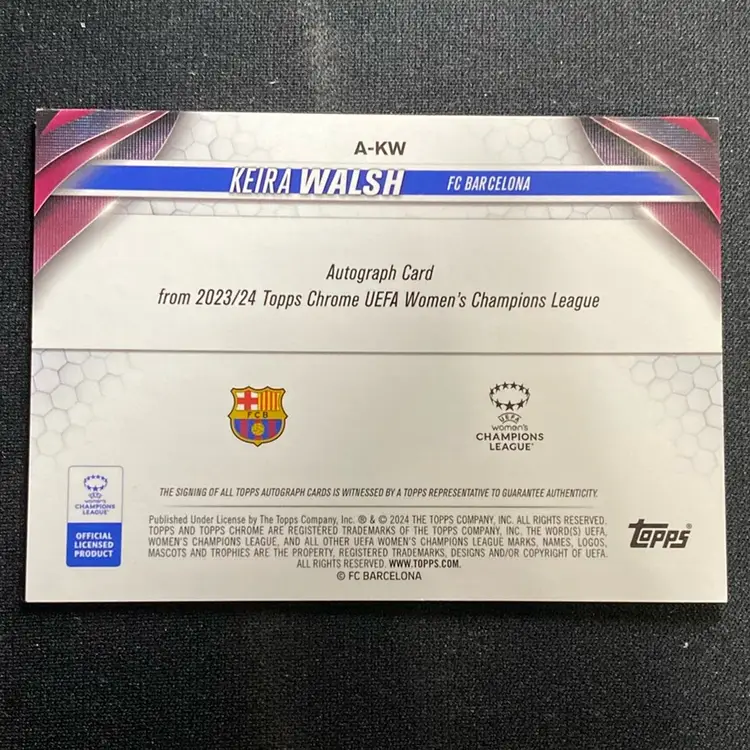 A-KW
KEIRA WALSH FC BARCELONA
Autograph Card
from 2023/24 Topps Chrome UEFA Women's Champions League
FCB
UEFA
women's
CHAMPIONS
LEAGUE
THE SIGNING OF ALL TOPPS AUTOGRAPH CARDS IS WITNESSED BY A TOPPS REPRESENTATIVE TO GUARANTEE AUTHENTICITY.
women's
CHAMPIONS
LEAGUE
OFFICIAL
LICENSED
PRODUCT
Published Under License by The Topps Company, Inc. ® & © 2024 THE TOPPS COMPANY, INC. ALL RIGHTS RESERVED.
TOPPS AND TOPPS CHROME ARE REGISTERED TRADEMARKS OF THE TOPPS COMPANY, INC. THE WORD(S) UEFA,
WOMEN'S CHAMPIONS LEAGUE, AND ALL OTHER UEFA WOMEN'S CHAMPIONS LEAGUE MARKS, NAMES, LOGOS,
MASCOTS AND TROPHIES ARE THE PROPERTY, REGISTERED TRADEMARKS, DESIGNS AND/OR COPYRIGHT OF UEFA.
ALL RIGHTS RESERVED. WWW.TOPPS.COM.
© FC BARCELONA
TOPPS®